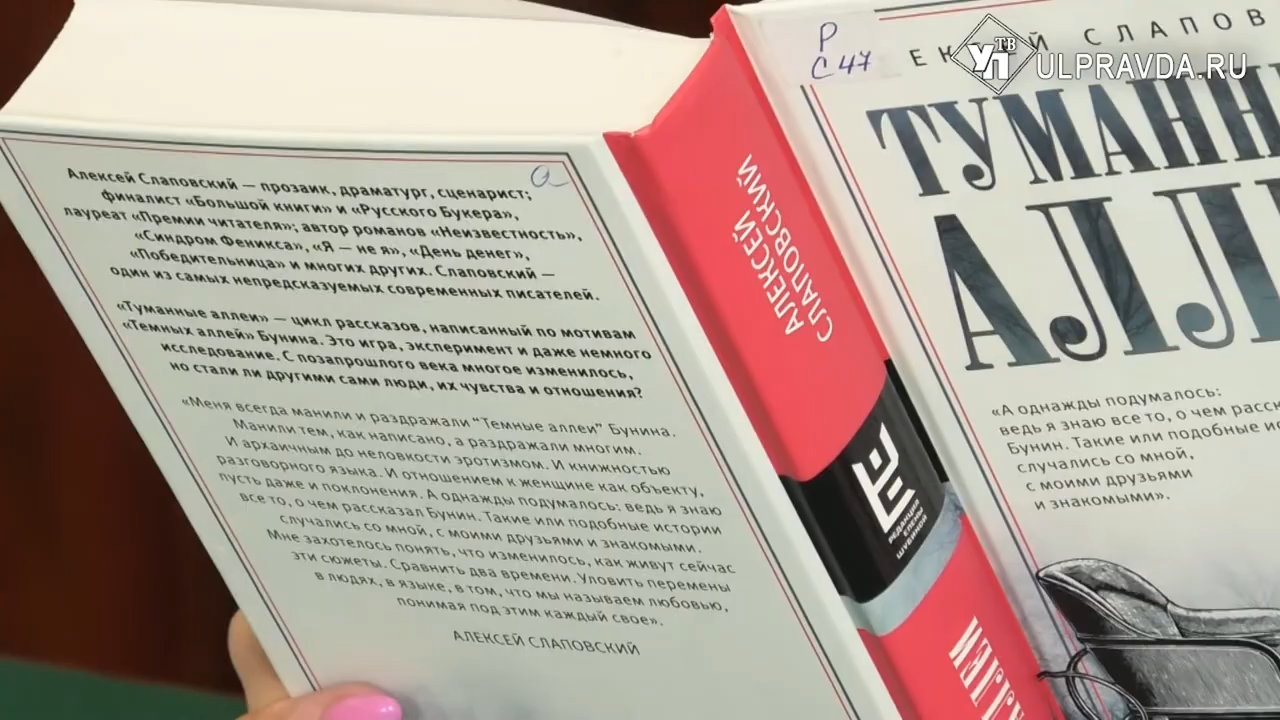 Алексей Слаповский — прозаик, драматург, сценарист;
финалист «Большой книги» и «Русского Букера»,
лауреат «Премии читателя»; автор романов «Неизвестность»,
«Синдром Феникса», «Я — не я», «День денег»,
«Победительница» и многих других. Слаповский —
один из самых непредсказуемых современных писателей.
«Туманные аллеи» — цикл рассказов, написанный по мотивам
«Темных аллей» Бунина. Это игра, эксперимент и даже немного
исследование. С позапрошлого века многое изменилось,
но стали ли другими сами люди, их чувства и отношения?
«Меня всегда манили и раздражали “Темные аллеи” Бунина.
Манили тем, как написано, а раздражали многим.
И архаичным до неловкости эротизмом. И книжностью
разговорного языка. И отношением к женщине как объекту,
пусть даже и поклонения. А однажды подумалось: ведь я знаю
все то, о чем рассказал Бунин. Такие или подобные истории
случались со мной, с моими друзьями и знакомыми.
Мне захотелось понять, что изменилось, как живут сейчас
эти сюжеты. Сравнить два времени. Уловить перемены
в людях, в языке, в том, что мы называем любовью,
понимая под этим каждый свое».
АЛЕКСЕЙ СЛАПОВСКИЙ
а
АЛЕКСЕЙ
СЛАПОВСКИЙ
РЕДАКЦИЯ
ЕЛЕНЫ
ШУБИНОЙ
Р
С 47
ЕК ЕЙ СЛАПОВ
ТУМАНН
АЛЛ
«А однажды подумалось:
ведь я знаю все то, о чем расск
Бунин. Такие или подобные ис
случались со мной,
с моими друзьями
и знакомыми».
УП ТВ
ULPRAVDA.RU